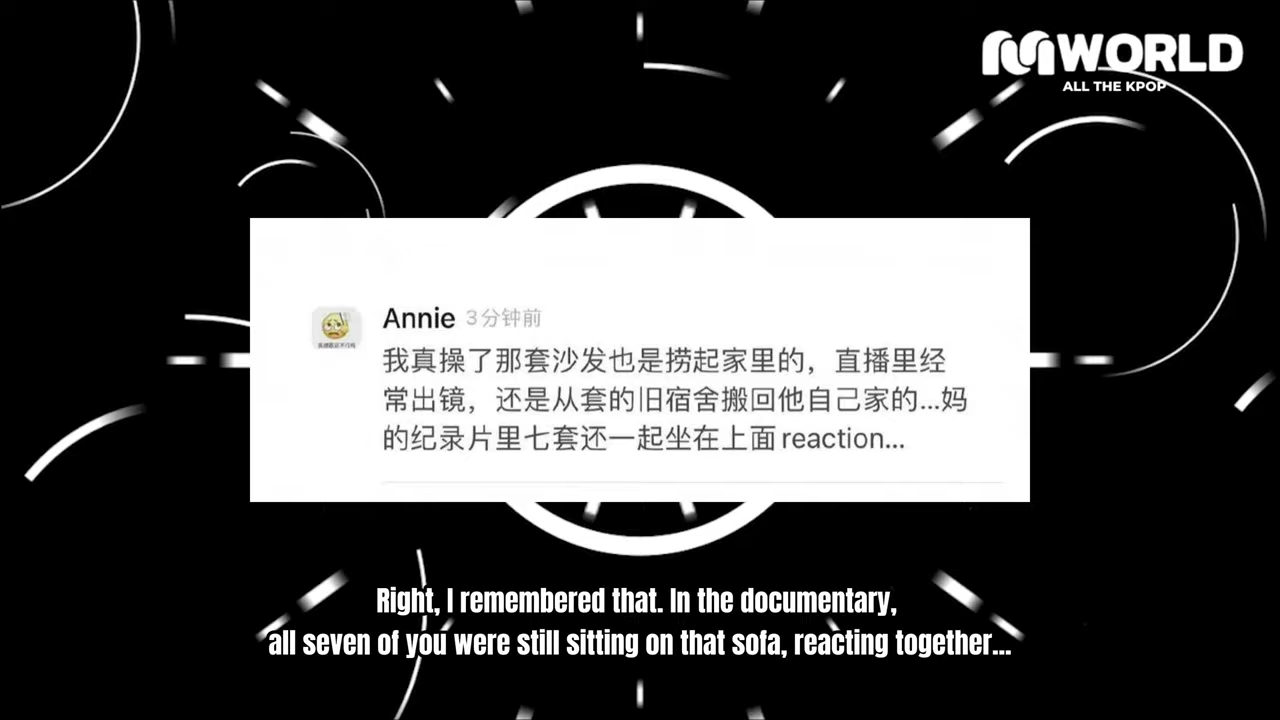 WORLD
ALL THE KPOP
Annie 3分钟前
我真操了那套沙发也是捞起家里的，直播里经
常出镜，还是从套的旧宿舍搬回他自己家的...妈
的纪录片里七套还一起坐在上面reaction...
Right, I remembered that. In the documentary,
all seven of you were still sitting on that sofa, reacting together...